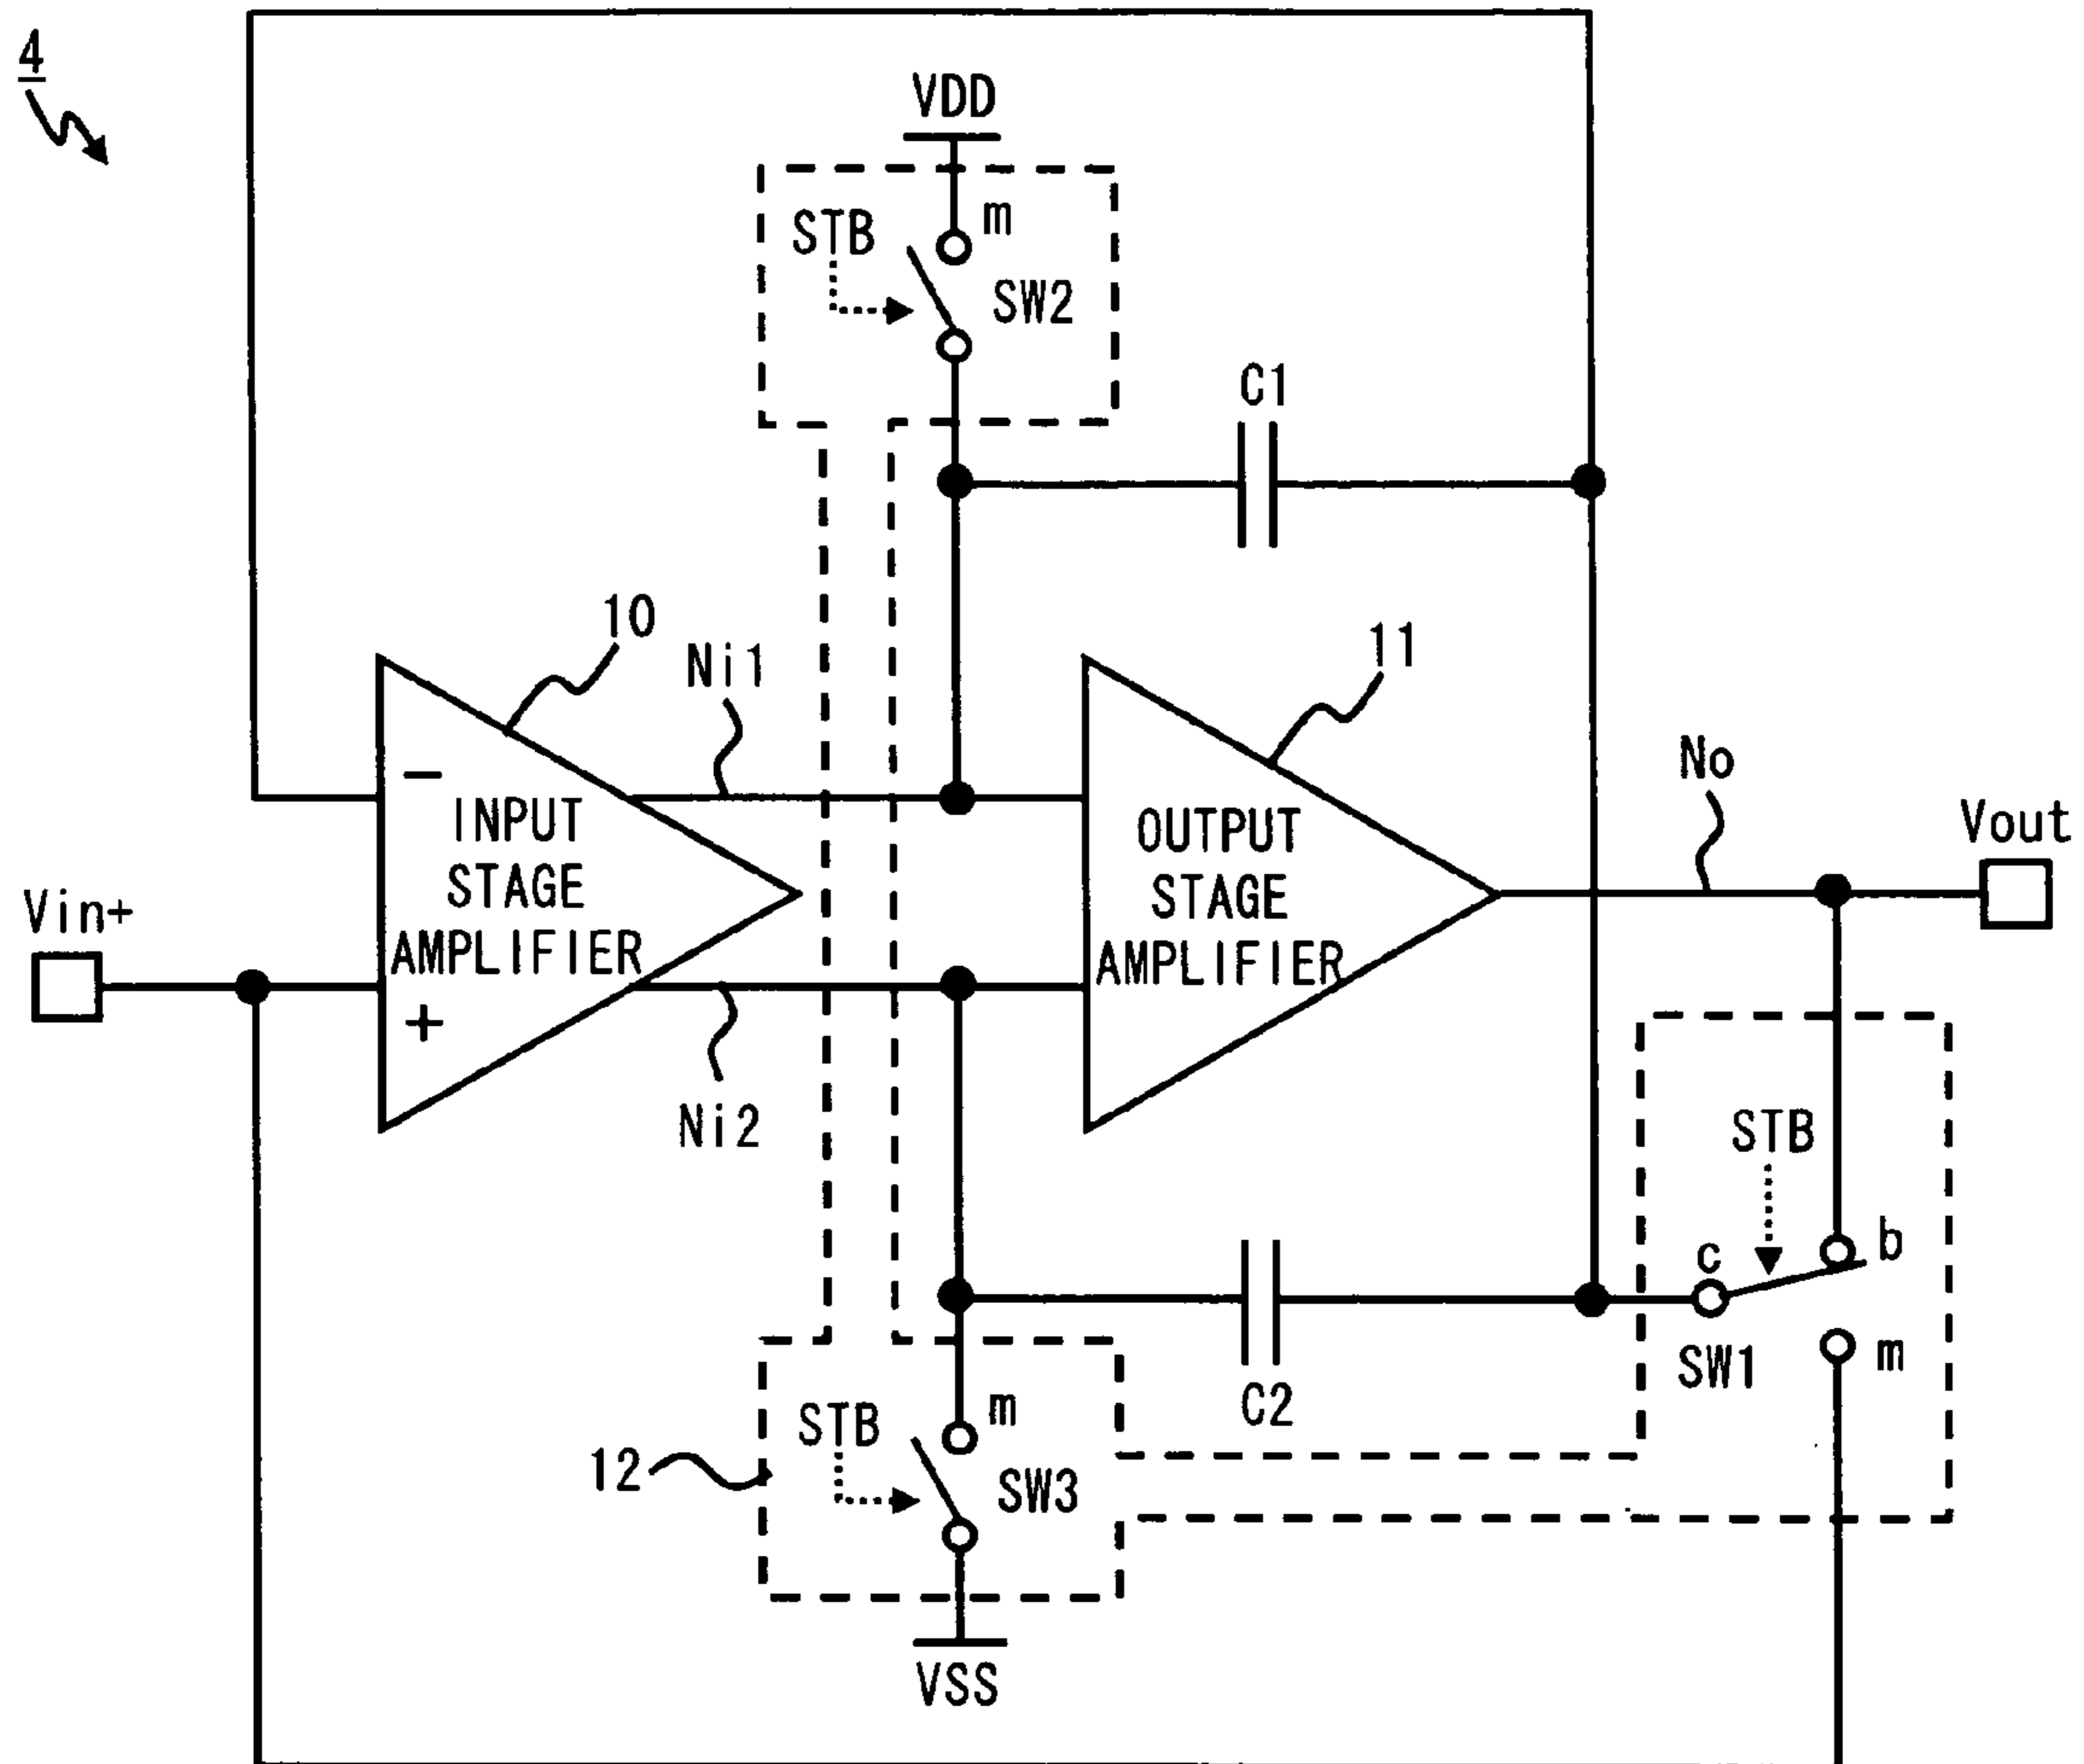 4
VDD
STB
m
SW2
C1
10
Ni1
11
No
Vout
−
INPUT
STAGE
AMPLIFIER
+
OUTPUT
STAGE
AMPLIFIER
Vin+
Ni2
STB
c
b
SW1
m
C2
m
STB
12
SW3
VSS